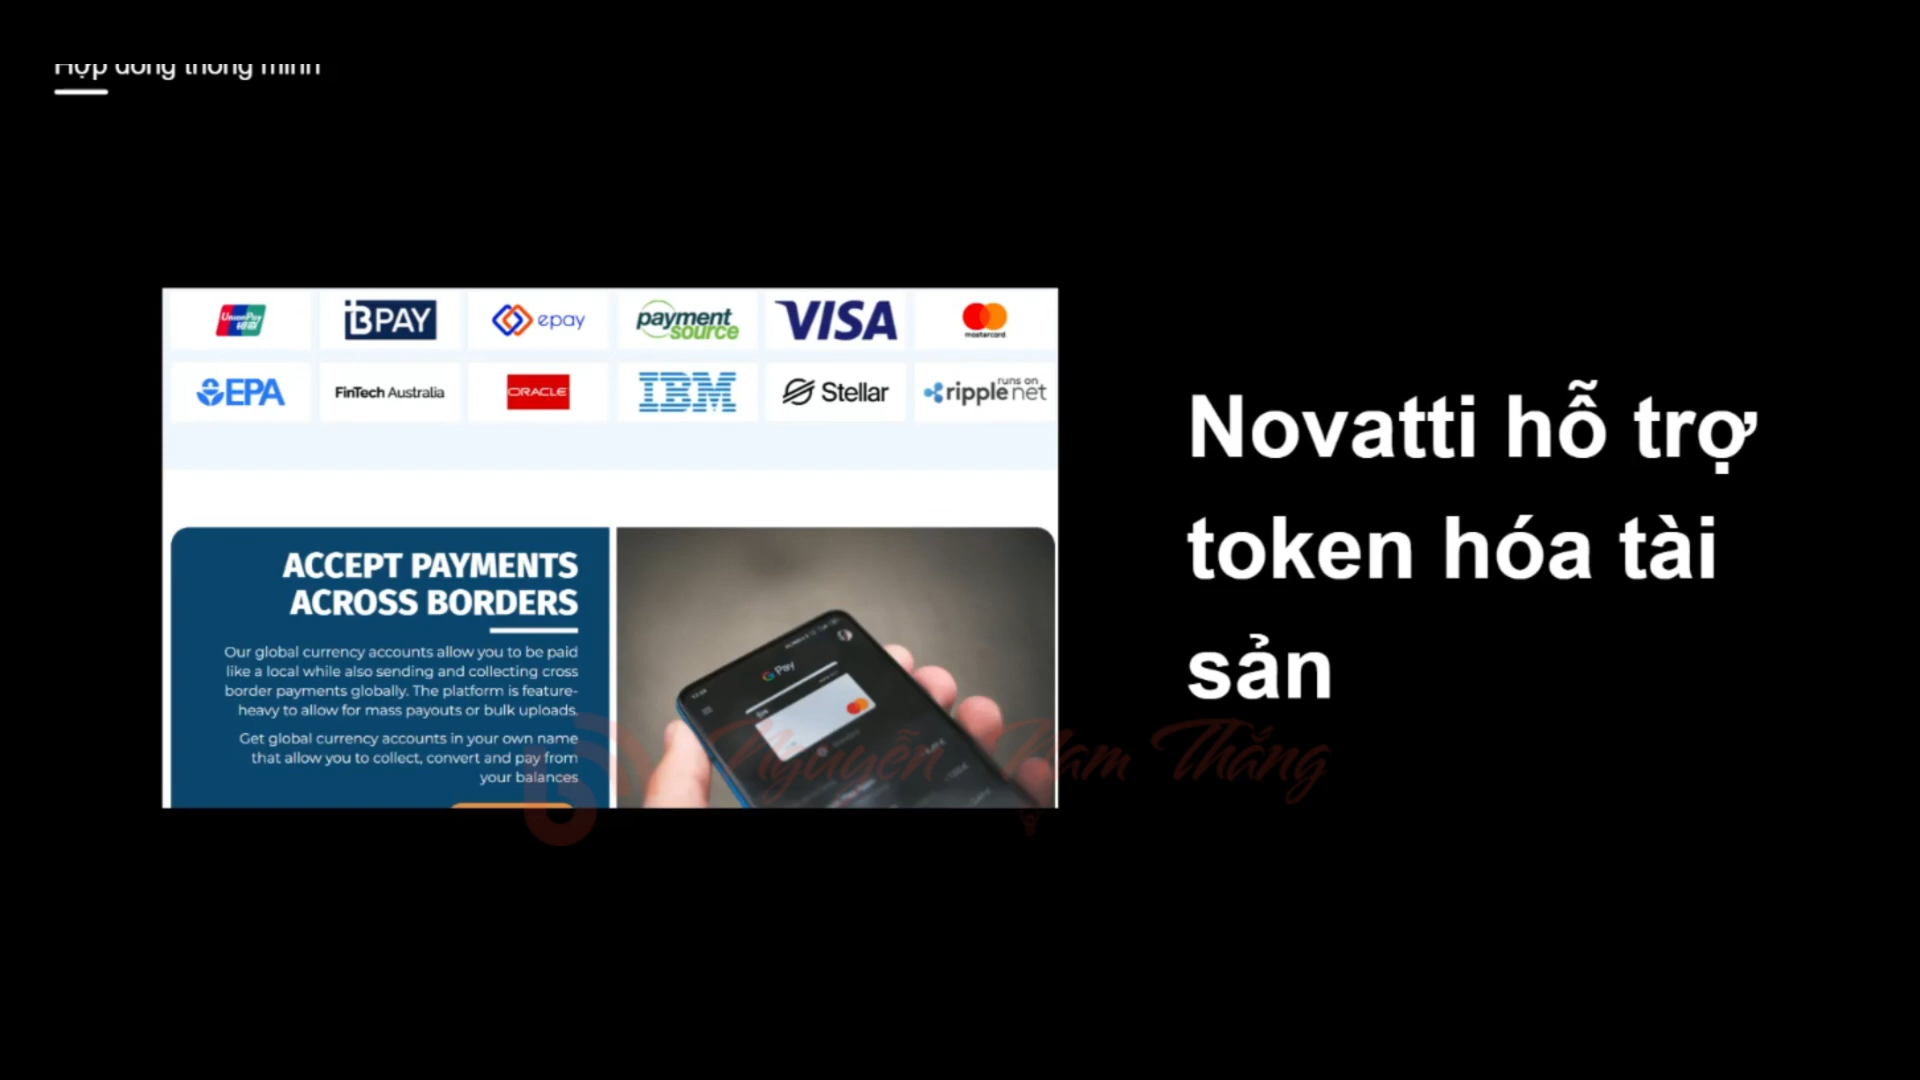 Hợp đồng thông minh
UnionPay
BPAY
epay
payment
source
VISA
mastercard
EPA
FinTech Australia
ORACLE
IBM
Stellar
runs on
ripplenet
ACCEPT PAYMENTS
ACROSS BORDERS
Our global currency accounts allow you to be paid
like a local while also sending and collecting cross
border payments globally. The platform is feature-
heavy to allow for mass payouts or bulk uploads.
Get global currency accounts in your own name
that allow you to collect, convert and pay from
your balances
G Pay
Novatti hỗ trợ
token hóa tài
sản
Nguyễn Nam Thắng